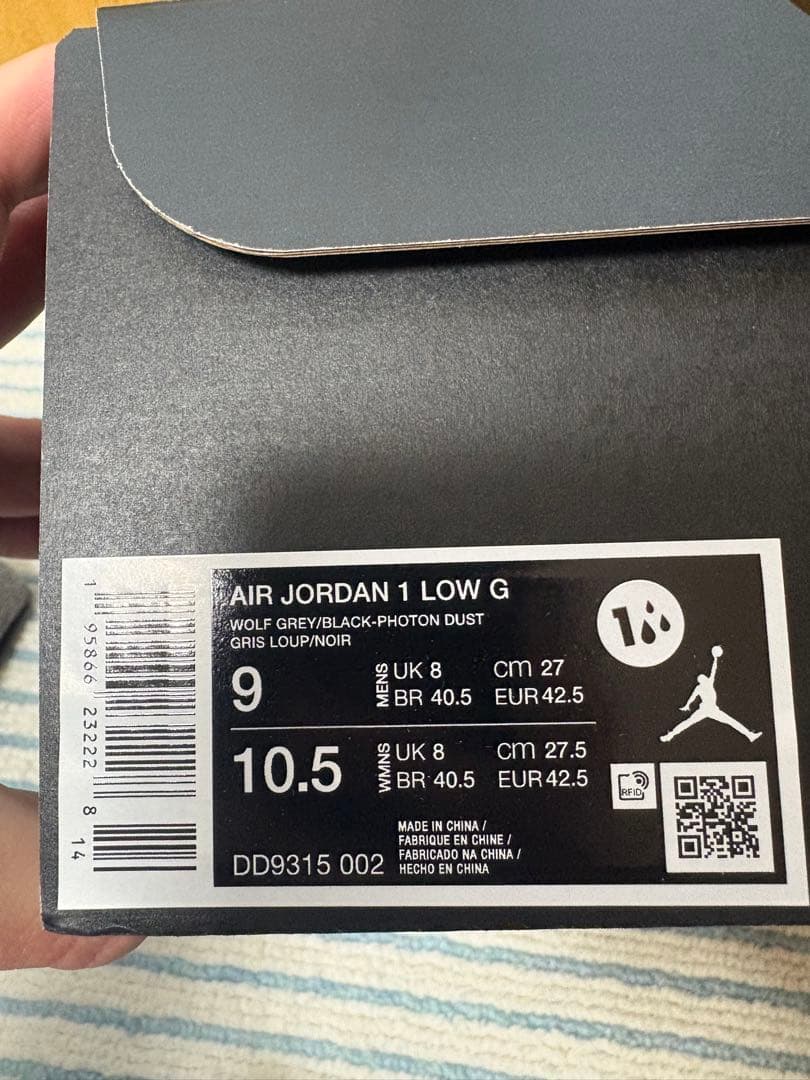 AIR JORDAN 1 LOW G
WOLF GREY/BLACK-PHOTON DUST
GRIS LOUP/NOIR
9 MENS UK 8 CM 27
BR 40.5 EUR 42.5
10.5 WMNS UK 8 CM 27.5
BR 40.5 EUR 42.5
MADE IN CHINA /
FABRIQUE EN CHINE /
FABRICADO NA CHINA /
HECHO EN CHINA
DD9315 002
1 95866 23222 8 14
1
RFID